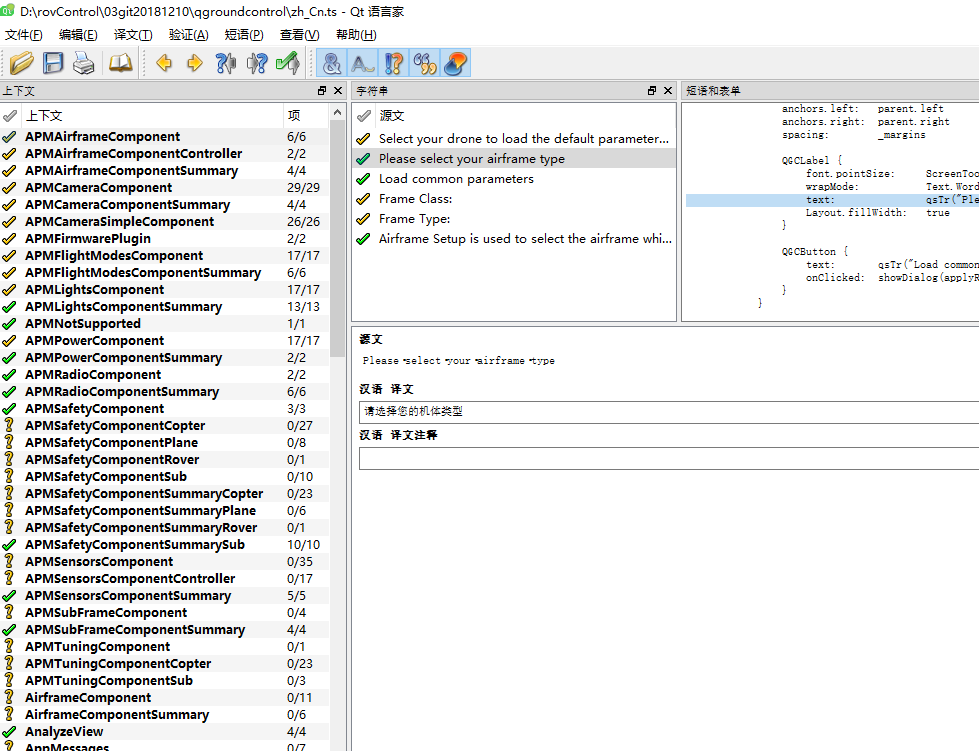 D:\rovControl\03git20181210\qgroundcontrol\zh_Cn.ts - Qt 语言家
文件(F) 编辑(E) 译文(T) 验证(A) 短语(P) 查看(V) 帮助(H)
上下文
上下文 项
APMAirframeComponent 6/6
APMAirframeComponentController 2/2
APMAirframeComponentSummary 4/4
APMCameraComponent 29/29
APMCameraComponentSummary 4/4
APMCameraSimpleComponent 26/26
APMFirmwarePlugin 2/2
APMFlightModesComponent 17/17
APMFlightModesComponentSummary 6/6
APMLightsComponent 17/17
APMLightsComponentSummary 13/13
APMNotSupported 1/1
APMPowerComponent 17/17
APMPowerComponentSummary 2/2
APMRadioComponent 2/2
APMRadioComponentSummary 6/6
APMSafetyComponent 3/3
APMSafetyComponentCopter 0/27
APMSafetyComponentPlane 0/8
APMSafetyComponentRover 0/1
APMSafetyComponentSub 0/10
APMSafetyComponentSummaryCopter 0/23
APMSafetyComponentSummaryPlane 0/6
APMSafetyComponentSummaryRover 0/1
APMSafetyComponentSummarySub 10/10
APMSensorsComponent 0/35
APMSensorsComponentController 0/17
APMSensorsComponentSummary 5/5
APMSubFrameComponent 0/4
APMSubFrameComponentSummary 4/4
APMTuningComponent 0/1
APMTuningComponentCopter 0/23
APMTuningComponentSub 0/3
AirframeComponent 0/11
AirframeComponentSummary 0/6
AnalyzeView 4/4
AppMessages 0/7
字符串
源文
Select your drone to load the default parameter...
Please select your airframe type
Load common parameters
Frame Class:
Frame Type:
Airframe Setup is used to select the airframe whi...
短语和表单
anchors.left: parent.left
anchors.right: parent.right
spacing: _margins
QGCLabel {
font.pointSize: ScreenToo
wrapMode: Text.Word
text: qsTr("Ple
Layout.fillWidth: true
}
QGCButton {
text: qsTr("Load common
onClicked: showDialog(applyR
}
}
源文
Please select your airframe type
汉语 译文
请选择您的机体类型
汉语 译文注释